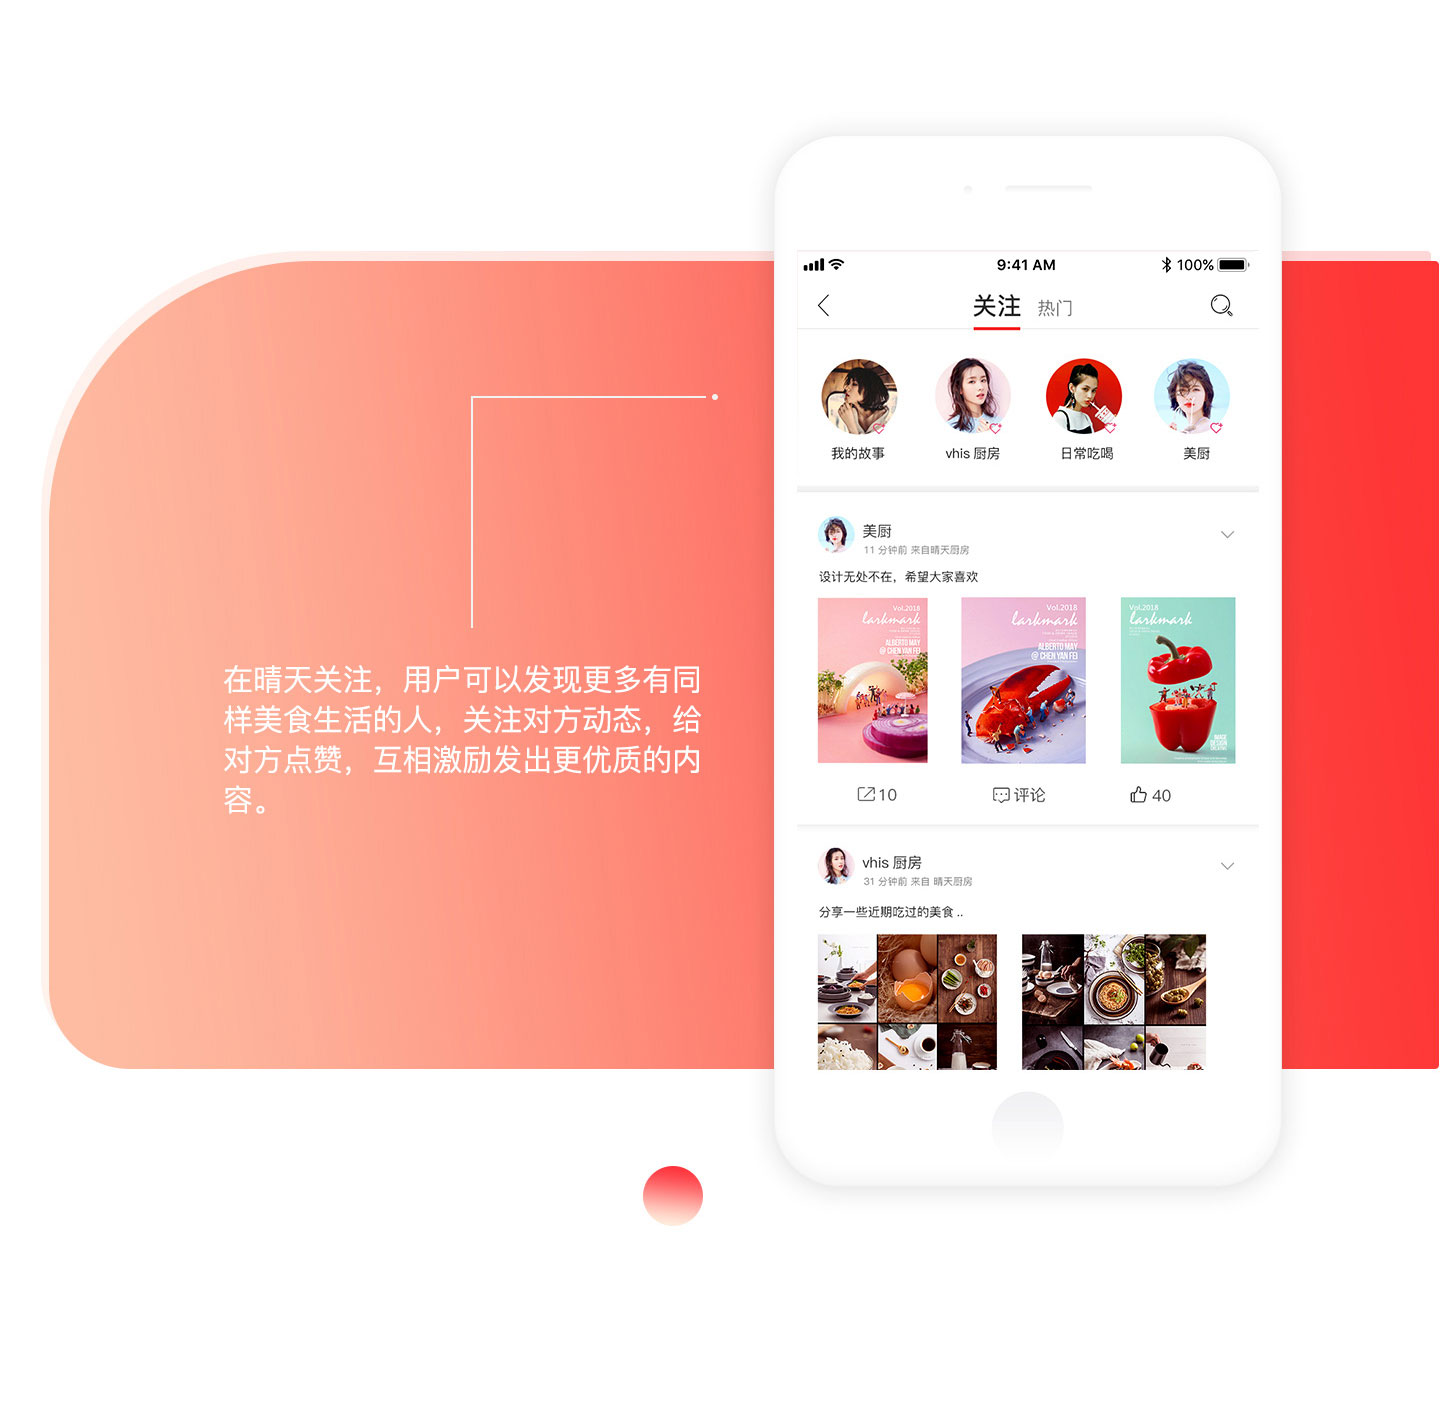 9:41 AM
100%
关注 热门
我的故事 vhis 厨房 日常吃喝 美厨
美厨
11 分钟前 来自晴天厨房
设计无处不在，希望大家喜欢
Vol.2018
larkmark
ALBERTO MAY
@ CHEN YAN FEI
Vol.2018
larkmark
ALBERTO MAY
@ CHEN YAN FEI
Vol.2018
larkmark
IMAGE
DESIGN
10 评论 40
vhis 厨房
31 分钟前 来自 晴天厨房
分享一些近期吃过的美食 ..
在晴天关注，用户可以发现更多有同
样美食生活的人，关注对方动态，给
对方点赞，互相激励发出更优质的内
容。